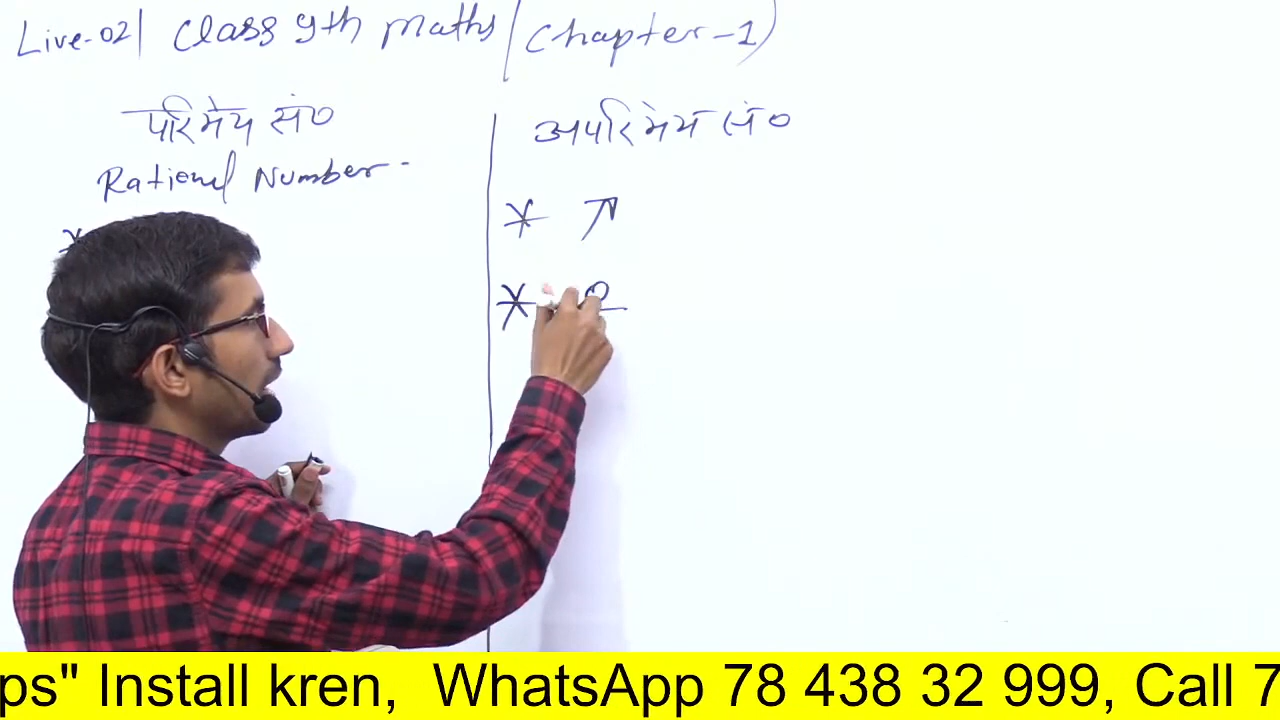 Live-02| Class 9th maths / (Chapter-1)
परिमेय सं०
Rational Number -
*
अपरिमेय सं०
*
*
ps" Install kren, WhatsApp 78 438 32 999, Call 7